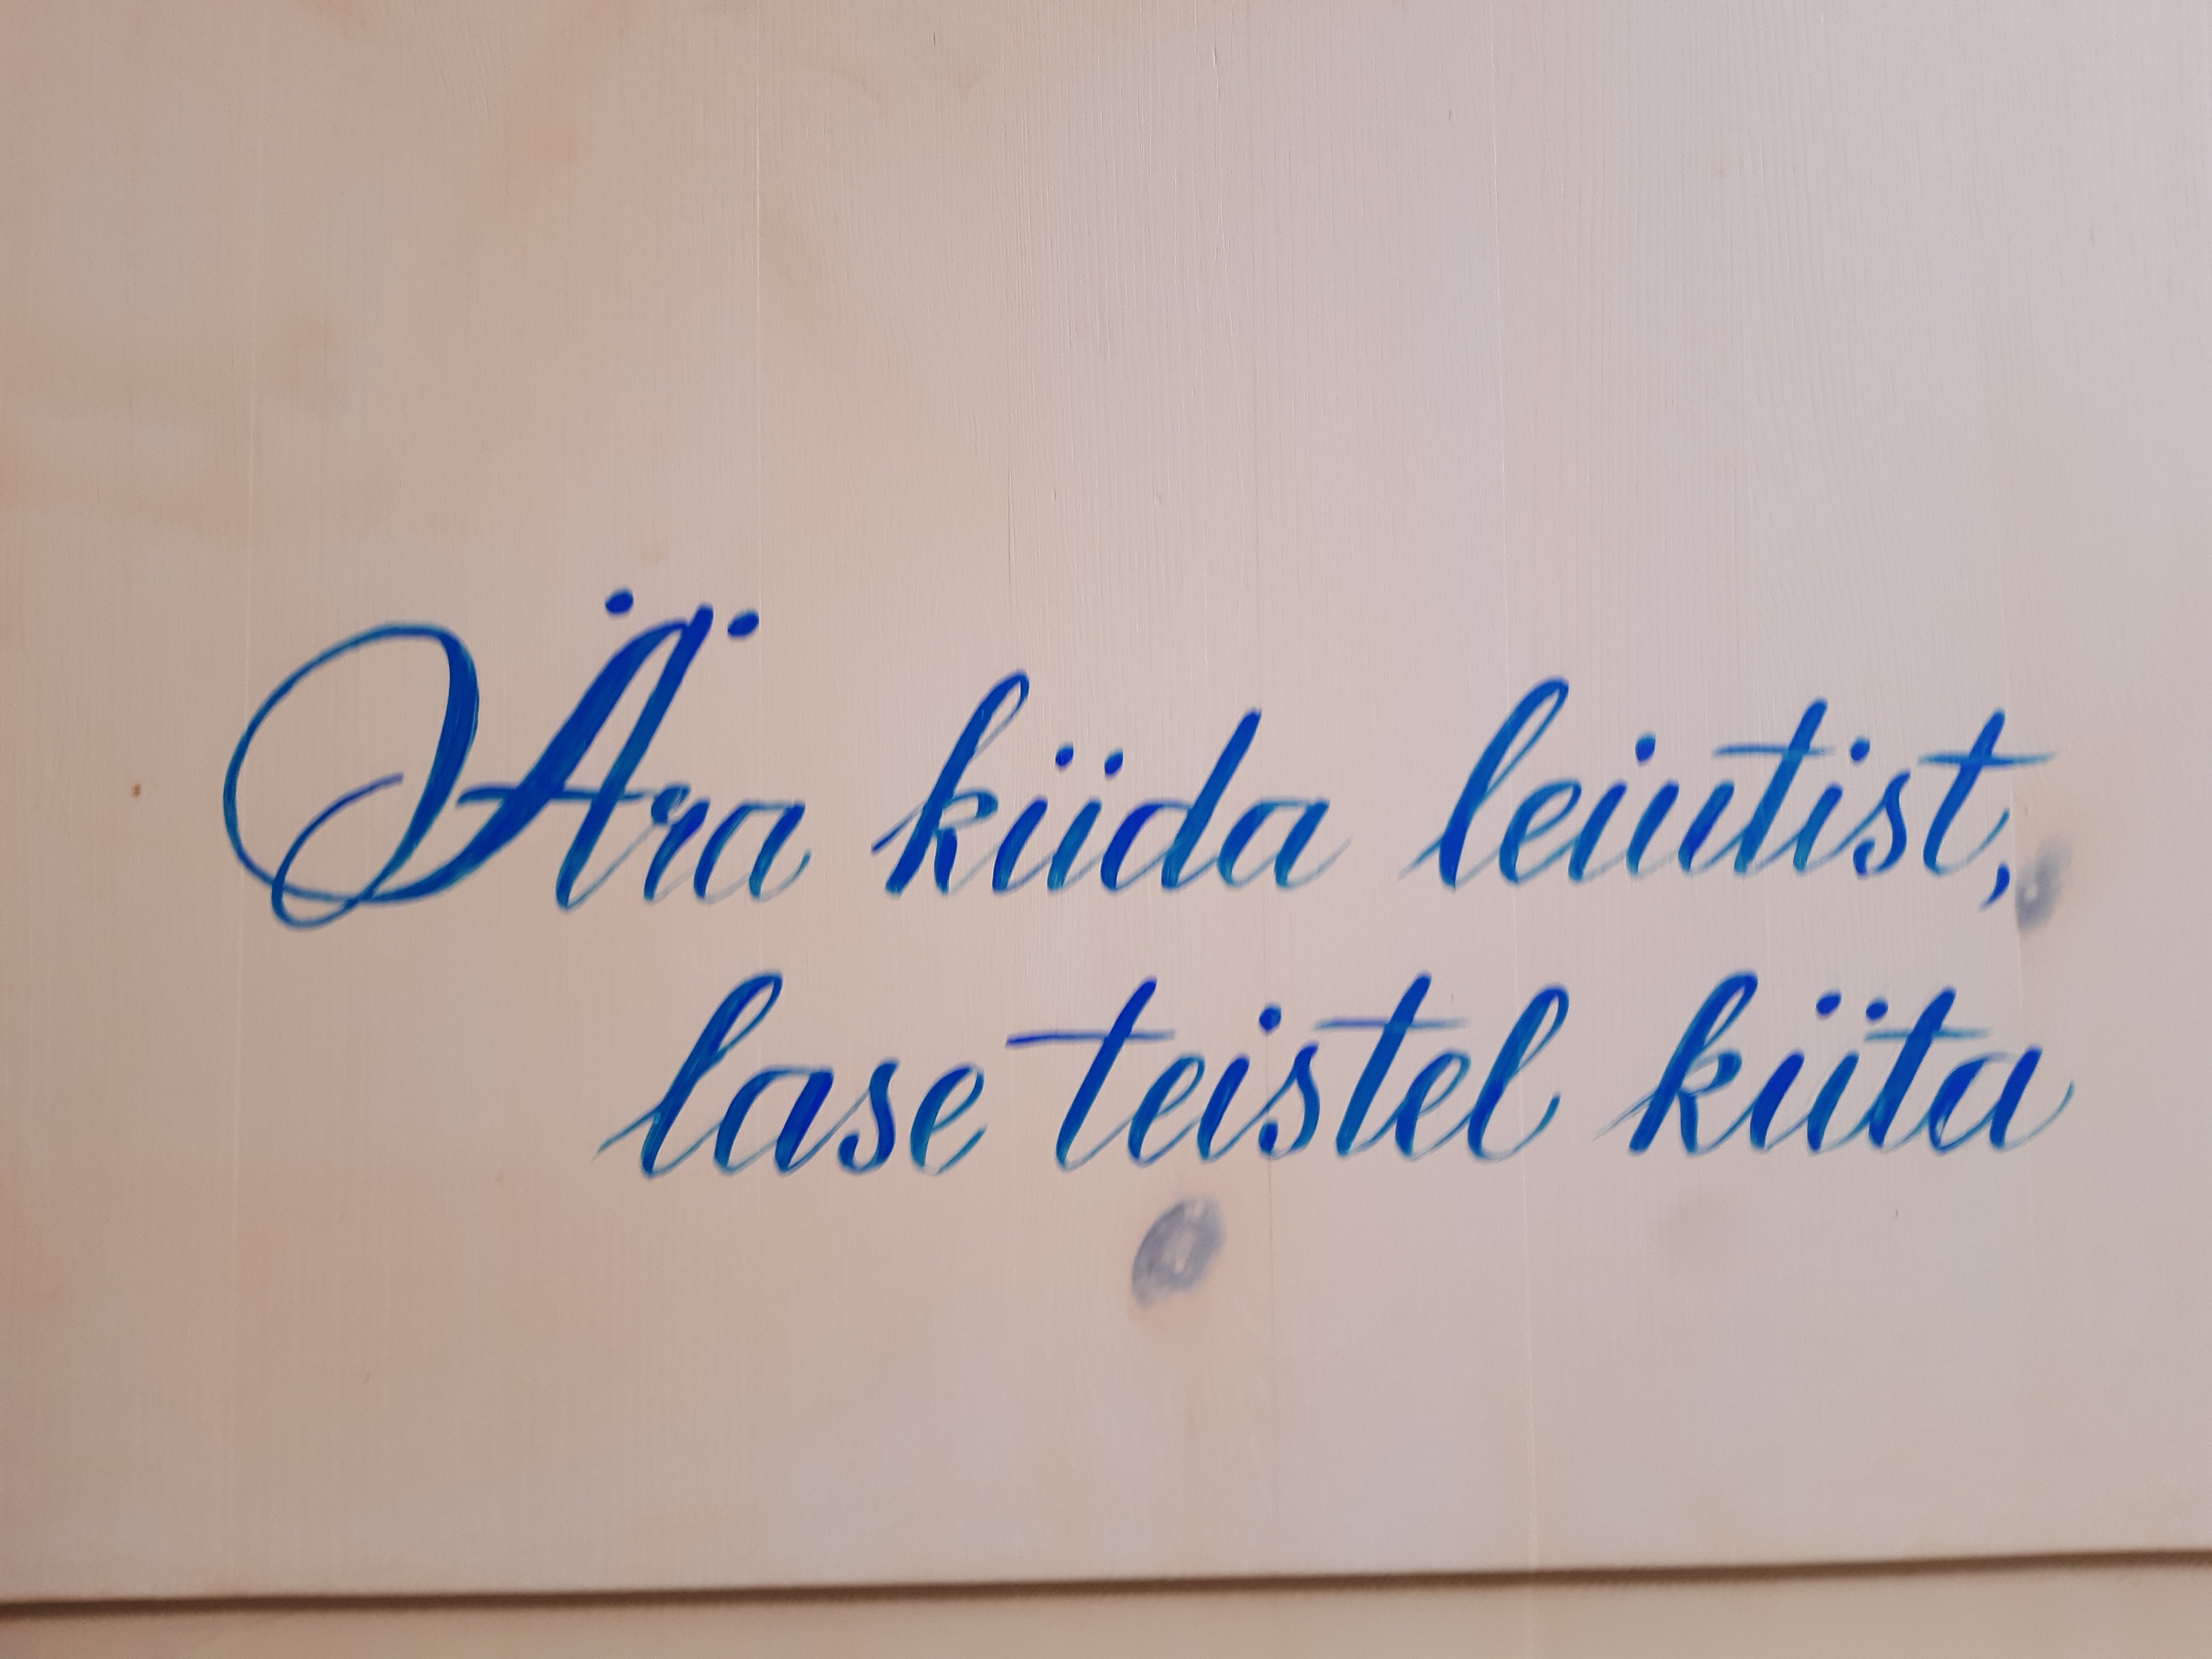 Ära kiida leiutist,
lase teistel kiita